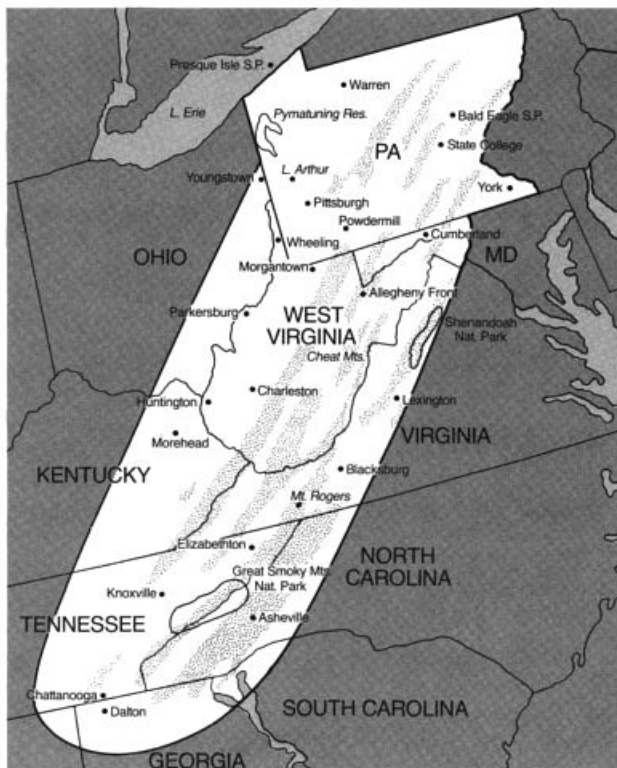 Presque Isle S.P.
Warren
L. Erie
Pymatuning Res.
Bald Eagle S.P.
PA
State College
L. Arthur
Youngstown
York
Pittsburgh
Powdermill
Cumberland
Wheeling
OHIO
MD
Morgantown
Allegheny Front
Parkersburg
WEST
VIRGINIA
Shenandoah
Nat. Park
Cheat Mts.
Charleston
Huntington
Lexington
Morehead
VIRGINIA
KENTUCKY
Blacksburg
Mt. Rogers
Elizabethton
NORTH
CAROLINA
Great Smoky Mts.
Nat. Park
Knoxville
TENNESSEE
Asheville
Chattanooga
Dalton
SOUTH CAROLINA
GEORGIA